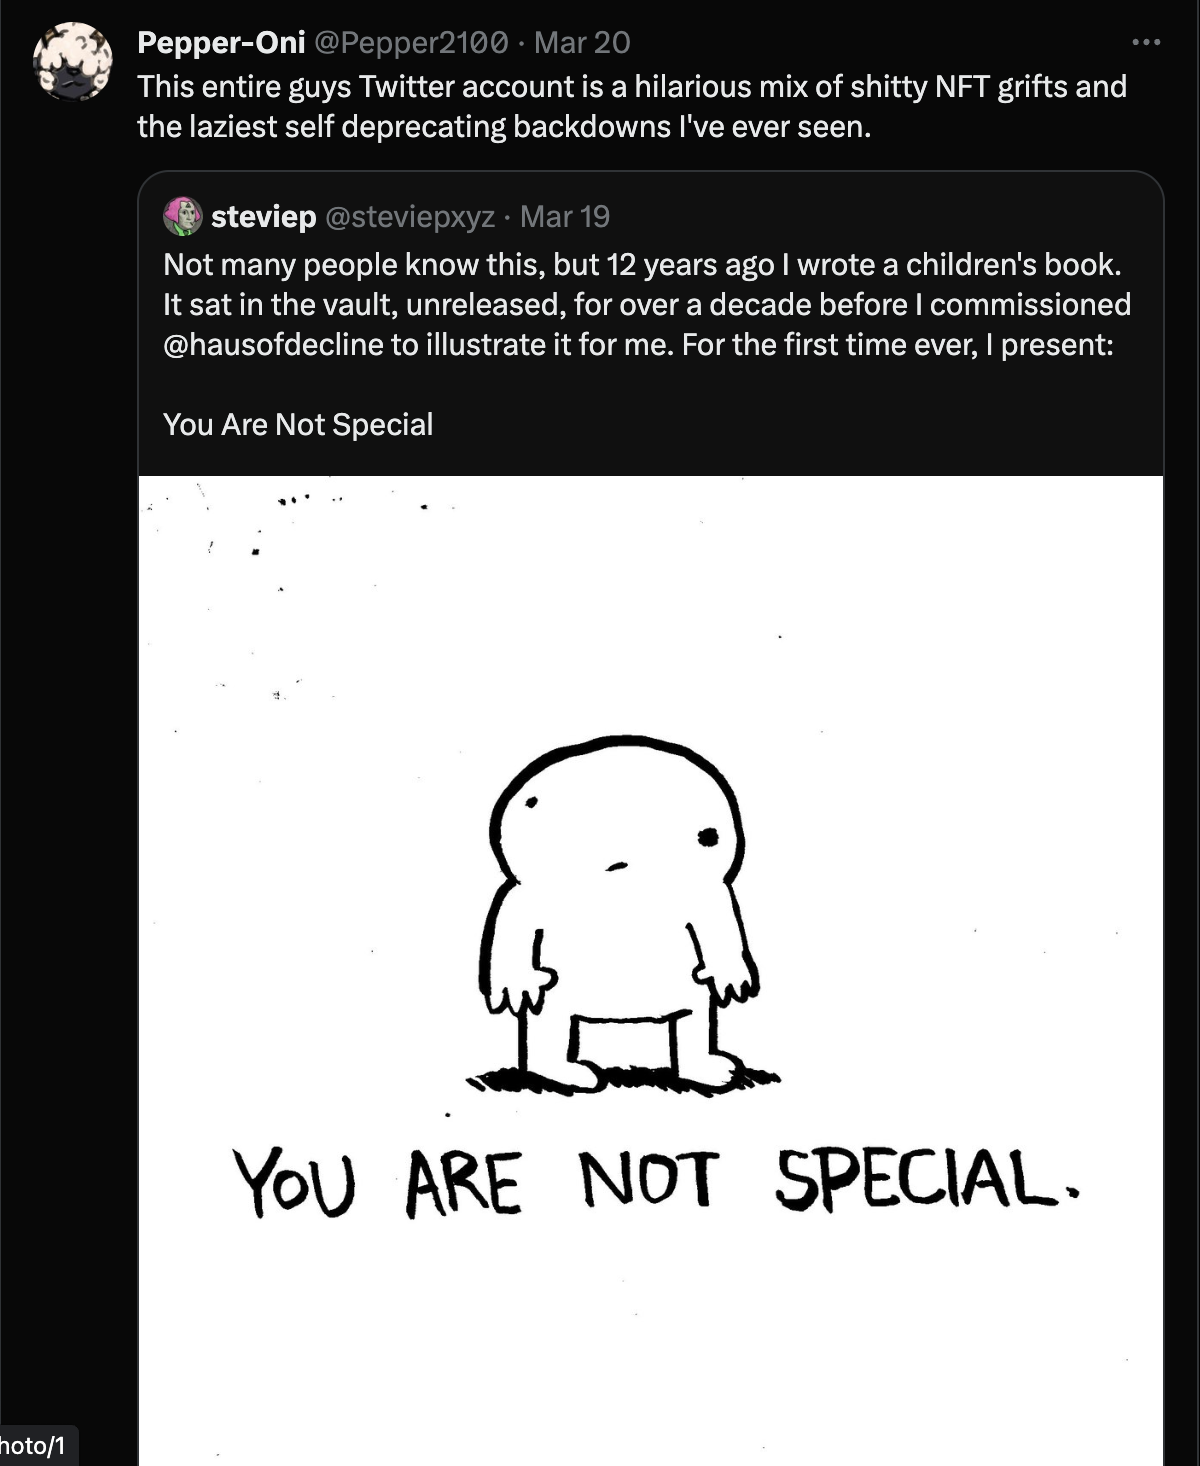 Pepper-Oni @Pepper2100 · Mar 20
This entire guys Twitter account is a hilarious mix of shitty NFT grifts and
the laziest self deprecating backdowns I've ever seen.
steviep @steviepxyz · Mar 19
Not many people know this, but 12 years ago I wrote a children's book.
It sat in the vault, unreleased, for over a decade before I commissioned
@hausofdecline to illustrate it for me. For the first time ever, I present:
You Are Not Special
YOU ARE NOT SPECIAL.
hoto/1